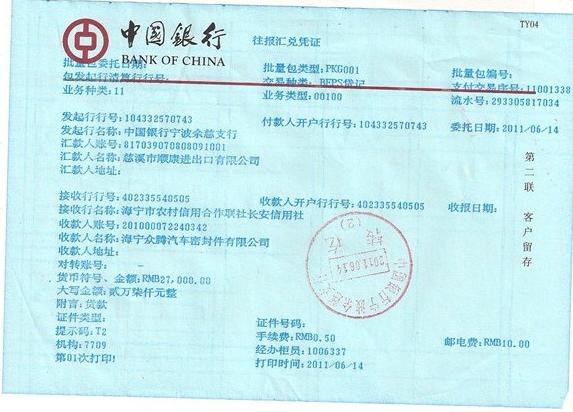 TY04
中国银行 往报汇兑凭证
BANK OF CHINA
批量包委托日期: 批量包类型:PKG001 批量包编号:
包发起行清算行行号: 交易种类:BEPS贷记 支付交易序号:11001338
业务种类:11 业务类型:00100 流水号:293305817034
发起行行号:104332570743 付款人开户行行号:104332570743 委托日期:2011/06/14
发起行名称:中国银行宁波余慈支行
汇款人账号:817039070808091001
汇款人名称:慈溪市顺康进出口有限公司
汇款人地址:
接收行行号:402335540505 收款人开户行行号:402335540505 收报日期:
接收行名称:海宁市农村信用合作联社长安信用社
收款人账号:201000072240342
收款人名称:海宁众腾汽车密封件有限公司
收款人地址:
对转账号: -
货币符号、金额:RMB27,000.00
大写金额:贰万柒仟元整
附言:货款
证件类型: 证件号码:
提示码:T2 手续费:RMB0.50 邮电费:RMB10.00
机构:7709 经办柜员:1006337
第01次打印! 打印时间:2011/06/14
第二联 客户留存
(2)
转讫
2011.06.14